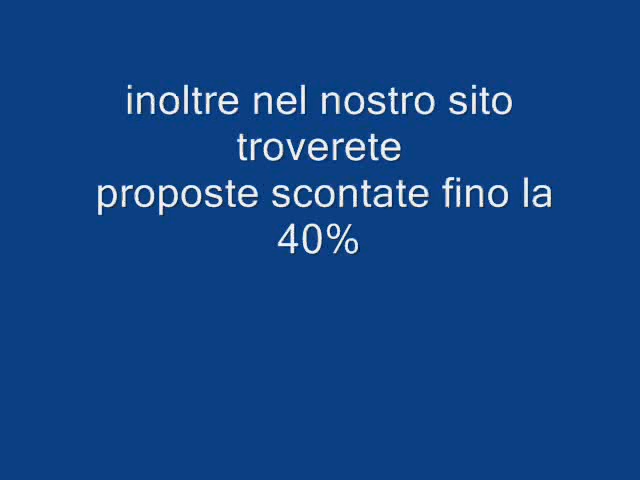 inoltre nel nostro sito
troverete
proposte scontate fino la
40%